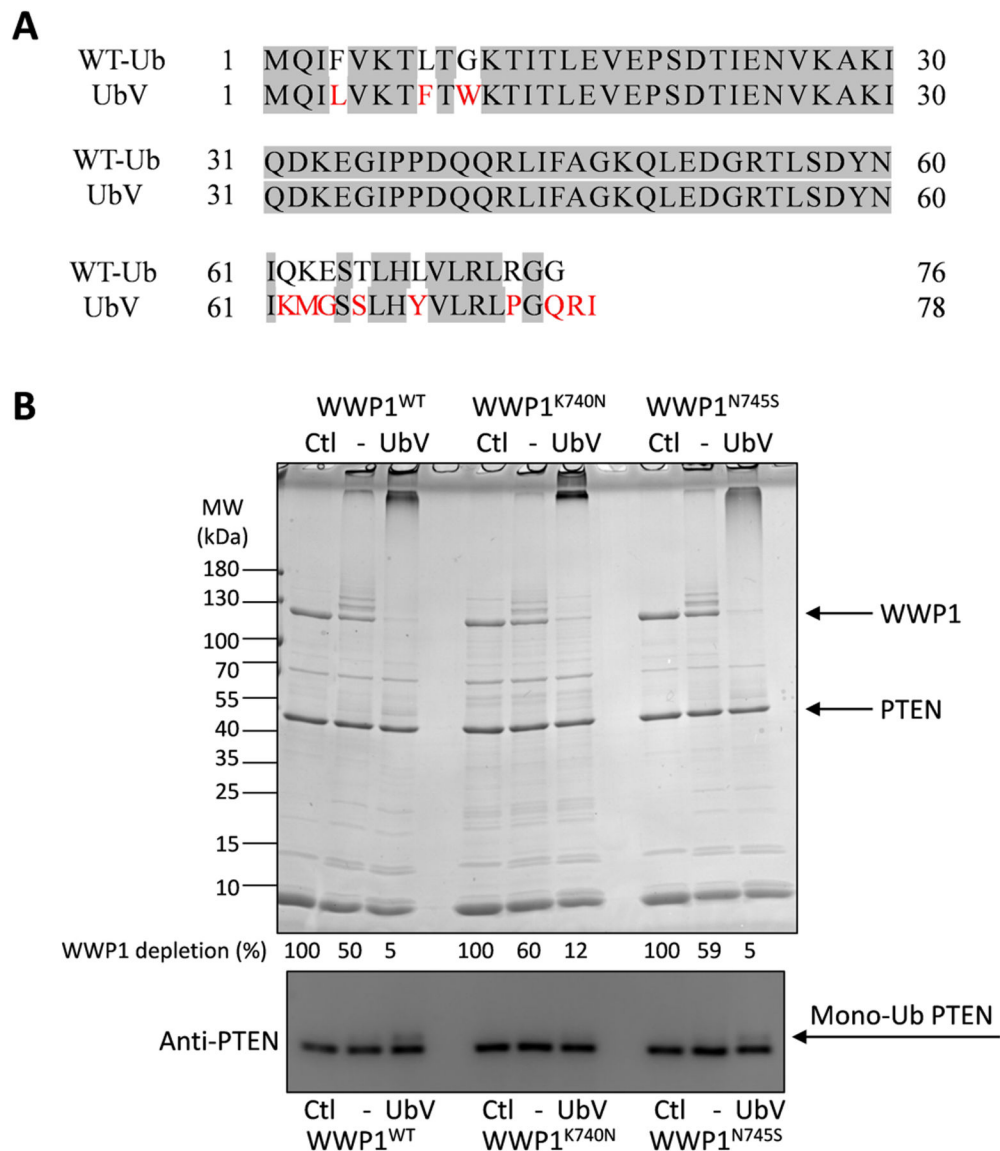 A
WT-Ub 1 MQIFVKTLTGKTITLEVEPSDTIENVKAKI 30
UbV 1 MQILVKTFTWKTITLEVEPSDTIENVKAKI 30
WT-Ub 31 QDKEGIPPDQQRLIFAGKQLEDGRTLSDYN 60
UbV 31 QDKEGIPPDQQRLIFAGKQLEDGRTLSDYN 60
WT-Ub 61 IQKESTLHLVLRLRGG 76
UbV 61 IKMGSSLHYVLRLPGQRI 78
B
WWP1WT WWP1K740N WWP1N745S
Ctl - UbV Ctl - UbV Ctl - UbV
MW
(kDa)
180
130
WWP1
100
70
55
PTEN
40
35
25
15
10
WWP1 depletion (%) 100 50 5 100 60 12 100 59 5
Mono-Ub PTEN
Anti-PTEN
Ctl - UbV Ctl - UbV Ctl - UbV
WWP1WT WWP1K740N WWP1N745S